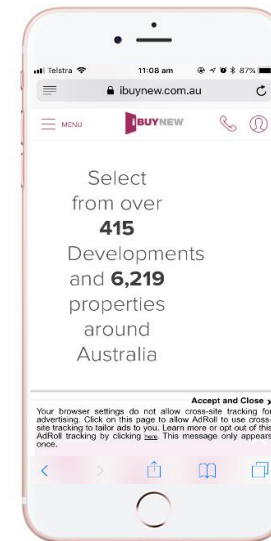 Telstra 11:08 am 87%
ibuynew.com.au
MENU iBUYNEW
Select
from over
415
Developments
and 6,219
properties
around
Australia
Accept and Close x
Your browser settings do not allow cross-site tracking for
advertising. Click on this page to allow AdRoll to use cross-
site tracking to tailor ads to you. Learn more or opt out of this
AdRoll tracking by clicking here. This message only appears
once.